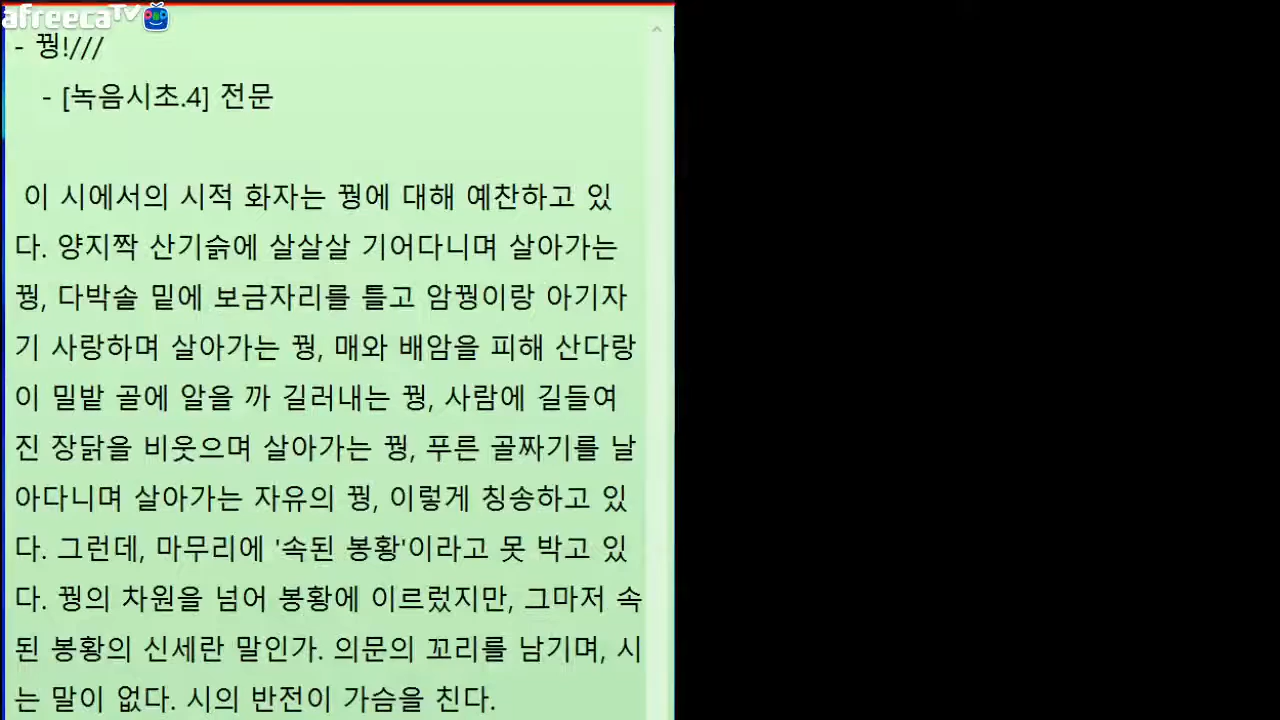 afreecaTV
- 꿩!///
- [녹음시초.4] 전문
이 시에서의 시적 화자는 꿩에 대해 예찬하고 있
다. 양지짝 산기슭에 살살살 기어다니며 살아가는
꿩, 다박솔 밑에 보금자리를 틀고 암꿩이랑 아기자
기 사랑하며 살아가는 꿩, 매와 배암을 피해 산다랑
이 밀밭 골에 알을 까 길러내는 꿩, 사람에 길들여
진 장닭을 비웃으며 살아가는 꿩, 푸른 골짜기를 날
아다니며 살아가는 자유의 꿩, 이렇게 칭송하고 있
다. 그런데, 마무리에 '속된 봉황'이라고 못 박고 있
다. 꿩의 차원을 넘어 봉황에 이르렀지만, 그마저 속
된 봉황의 신세란 말인가. 의문의 꼬리를 남기며, 시
는 말이 없다. 시의 반전이 가슴을 친다.